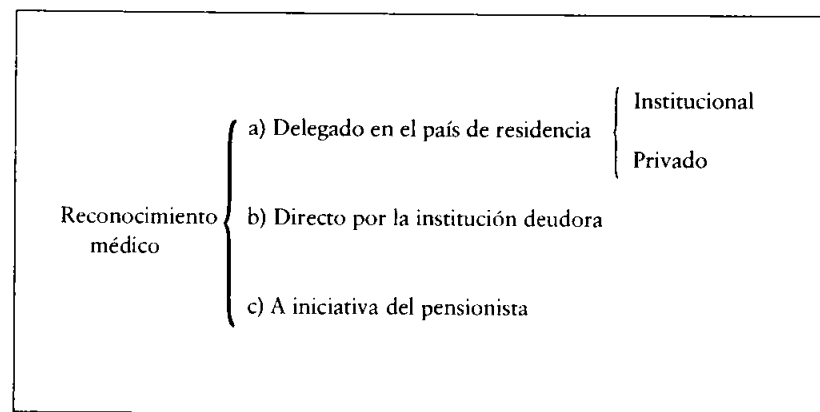 Institucional
a) Delegado en el país de residencia
Privado
Reconocimiento
médico
b) Directo por la institución deudora
c) A iniciativa del pensionista